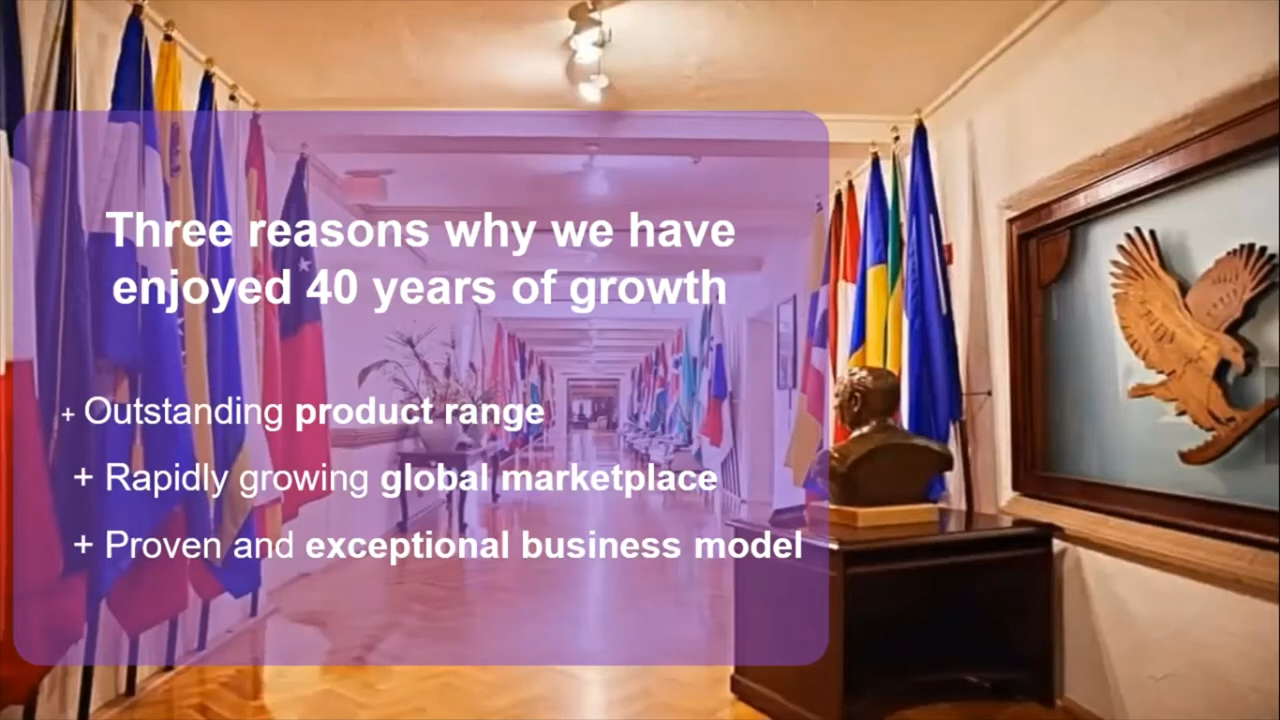 Three reasons why we have
enjoyed 40 years of growth
+ Outstanding product range
+ Rapidly growing global marketplace
+ Proven and exceptional business model